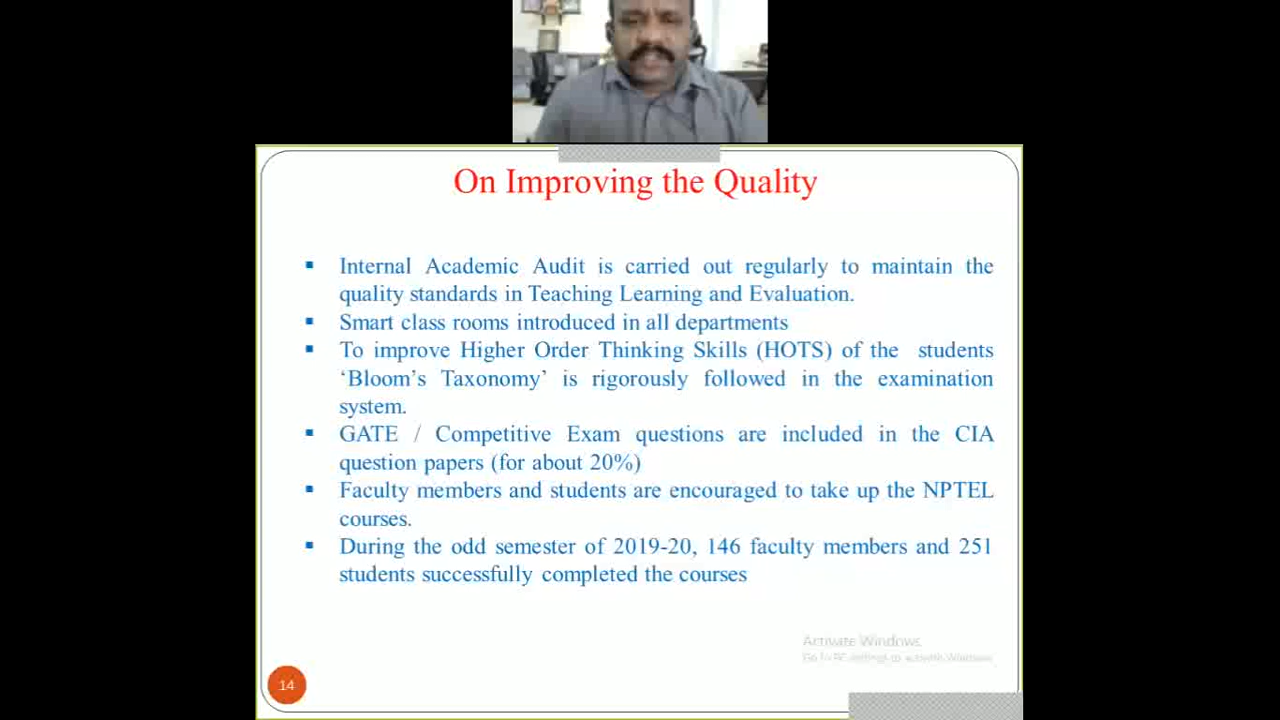 On Improving the Quality
Internal Academic Audit is carried out regularly to maintain the
quality standards in Teaching Learning and Evaluation.
Smart class rooms introduced in all departments
To improve Higher Order Thinking Skills (HOTS) of the students
‘Bloom’s Taxonomy’ is rigorously followed in the examination
system.
GATE / Competitive Exam questions are included in the CIA
question papers (for about 20%)
Faculty members and students are encouraged to take up the NPTEL
courses.
During the odd semester of 2019-20, 146 faculty members and 251
students successfully completed the courses
Activate Windows
Go to PC settings to activate Windows.
14